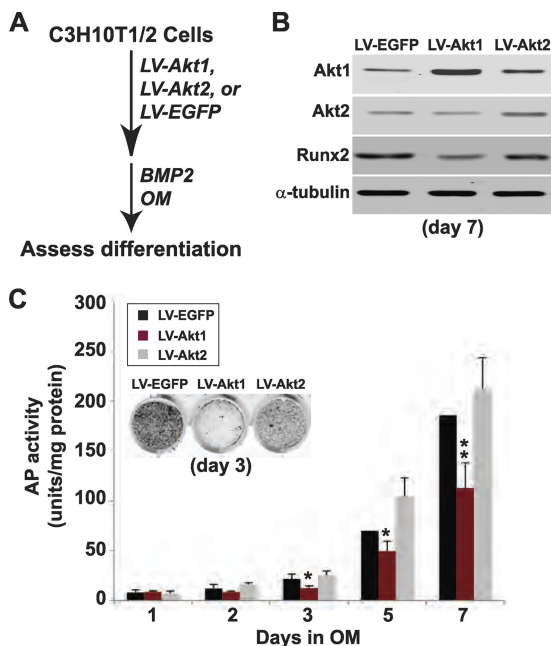 A
C3H10T1/2 Cells
LV-Akt1,
LV-Akt2, or
LV-EGFP
BMP2
OM
Assess differentiation
B
LV-EGFP LV-Akt1 LV-Akt2
Akt1
Akt2
Runx2
α-tubulin
(day 7)
C
300
250
200
150
100
50
0
AP activity
(units/mg protein)
LV-EGFP
LV-Akt1
LV-Akt2
LV-EGFP LV-Akt1 LV-Akt2
(day 3)
*
*
**
1 2 3 5 7
Days in OM